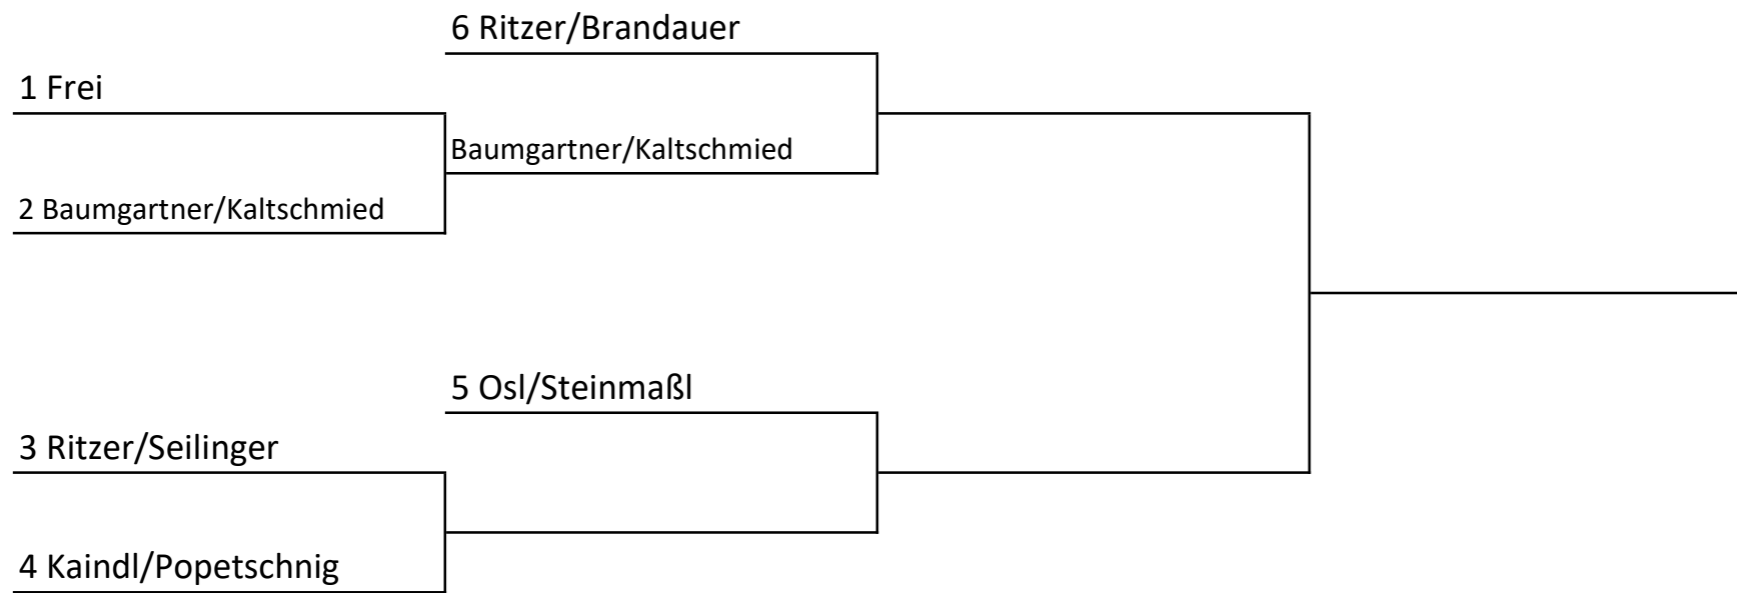 6 Ritzer/Brandauer
1 Frei
Baumgartner/Kaltschmied
2 Baumgartner/Kaltschmied
5 Osl/Steinmaßl
3 Ritzer/Seilinger
4 Kaindl/Popetschnig